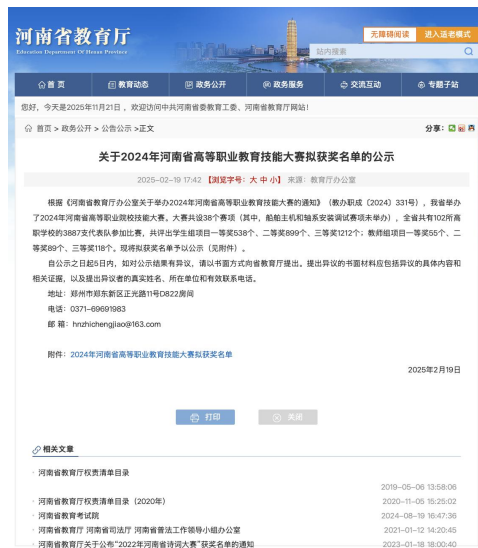 河南省教育厅
Education Department Of Henan Province
无障碍阅读 进入适老模式
站内搜索
首 页 教育动态 政务公开 政务服务 交流互动 专题子站
您好，今天是2025年11月21日，欢迎访问中共河南省委教育工委、河南省教育厅网站！
首页 > 政务公开 > 公告公示 >正文 分享：
关于2024年河南省高等职业教育技能大赛拟获奖名单的公示
2025-02-19 17:42 【浏览字号：大 中 小】 来源：教育厅办公室
根据《河南省教育厅办公室关于举办2024年河南省高等职业教育技能大赛的通知》（教办职成〔2024〕331号），我省举办
了2024年河南省高等职业院校技能大赛。大赛共设38个赛项（其中，船舶主机和轴系安装调试赛项未举办），全省共有102所高
职学校的3887支代表队参加比赛，共评出学生组项目一等奖538个、二等奖899个、三等奖1212个；教师组项目一等奖55个、二
等奖89个、三等奖118个。现将拟获奖名单予以公示（见附件）。
自公示之日起5日内，如对公示结果有异议，请以书面方式向省教育厅提出。提出异议的书面材料应包括异议的具体内容和
相关证据，以及提出异议者的真实姓名、所在单位和有效联系电话。
地址：郑州市郑东新区正光路11号D822房间
电话：0371-69691983
邮 箱：hnzhichengjiao@163.com
附件：2024年河南省高等职业教育技能大赛拟获奖名单
2025年2月19日
打印 关闭
相关文章
· 河南省教育厅权责清单目录
2019-05-06 13:58:06
· 河南省教育厅权责清单目录（2020年） 2020-11-05 15:25:02
· 河南省教育考试院 2024-08-19 16:47:36
· 河南省教育厅 河南省司法厅 河南省普法工作领导小组办公室 2021-01-12 14:20:45
· 河南省教育厅关于公布“2022年河南省诗词大赛”获奖名单的通知 2023-01-18 18:00:40